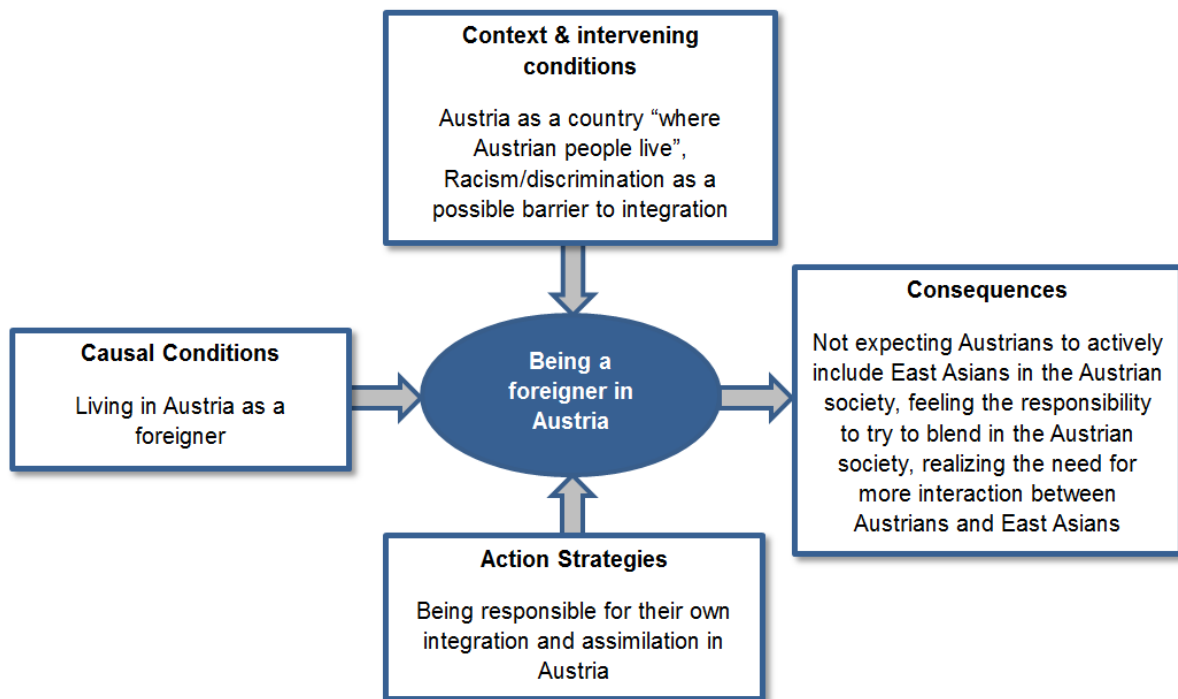 Context & intervening
conditions
Austria as a country “where
Austrian people live”,
Racism/discrimination as a
possible barrier to integration
Causal Conditions
Living in Austria as a
foreigner
Being a
foreigner in
Austria
Consequences
Not expecting Austrians to actively
include East Asians in the Austrian
society, feeling the responsibility
to try to blend in the Austrian
society, realizing the need for
more interaction between
Austrians and East Asians
Action Strategies
Being responsible for their own
integration and assimilation in
Austria